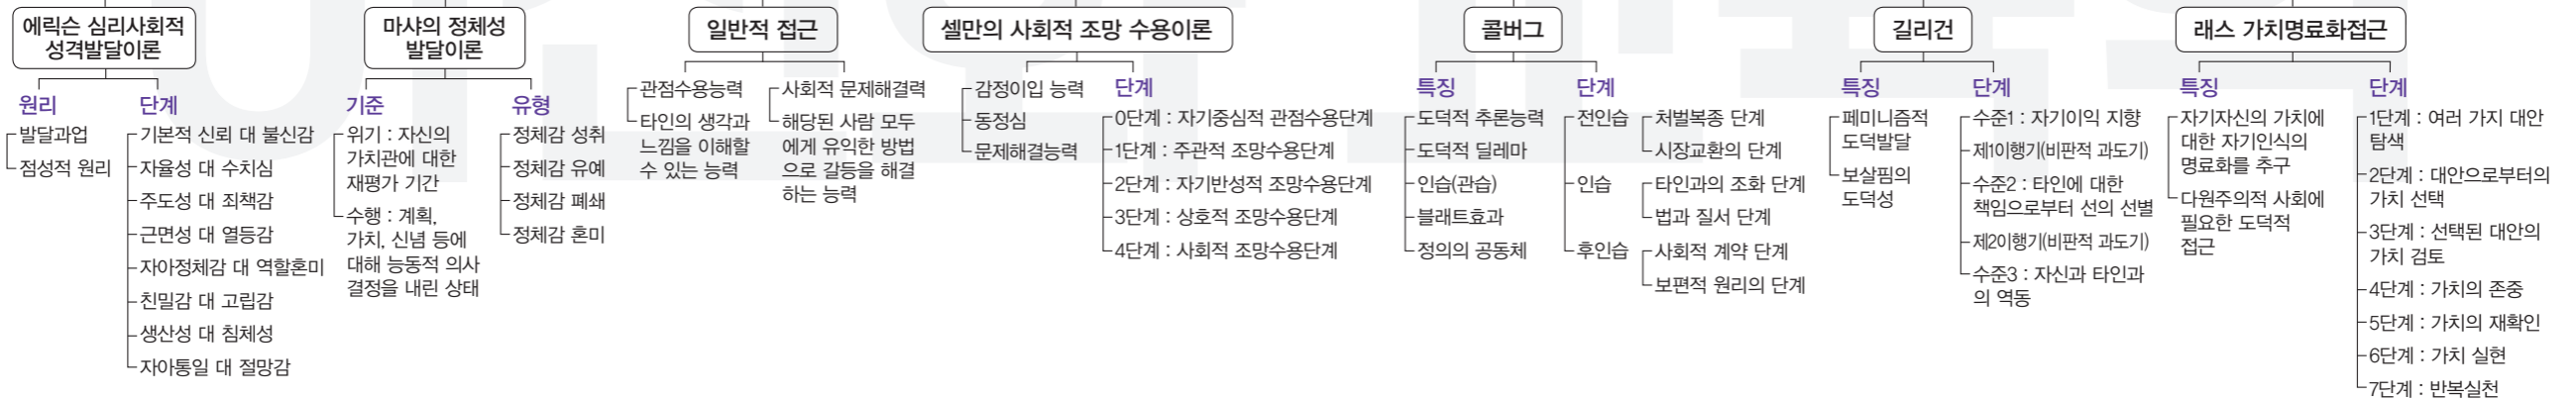 에릭슨 심리사회적
성격발달이론
원리
발달과업
점성적 원리
단계
기본적 신뢰 대 불신감
자율성 대 수치심
주도성 대 죄책감
근면성 대 열등감
자아정체감 대 역할혼미
친밀감 대 고립감
생산성 대 침체성
자아통일 대 절망감
마샤의 정체성
발달이론
기준
위기 : 자신의
가치관에 대한
재평가 기간
수행 : 계획,
가치, 신념 등에
대해 능동적 의사
결정을 내린 상태
유형
정체감 성취
정체감 유예
정체감 폐쇄
정체감 혼미
일반적 접근
관점수용능력
타인의 생각과
느낌을 이해할
수 있는 능력
사회적 문제해결력
해당된 사람 모두
에게 유익한 방법
으로 갈등을 해결
하는 능력
셀만의 사회적 조망 수용이론
감정이입 능력
동정심
문제해결능력
단계
0단계 : 자기중심적 관점수용단계
1단계 : 주관적 조망수용단계
2단계 : 자기반성적 조망수용단계
3단계 : 상호적 조망수용단계
4단계 : 사회적 조망수용단계
콜버그
특징
도덕적 추론능력
도덕적 딜레마
인습(관습)
블래트효과
정의의 공동체
단계
전인습
처벌복종 단계
시장교환의 단계
인습
타인과의 조화 단계
법과 질서 단계
후인습
사회적 계약 단계
보편적 원리의 단계
길리건
특징
페미니즘적
도덕발달
보살핌의
도덕성
단계
수준1 : 자기이익 지향
제1이행기(비판적 과도기)
수준2 : 타인에 대한
책임으로부터 선의 선별
제2이행기(비판적 과도기)
수준3 : 자신과 타인과
의 역동
래스 가치명료화접근
특징
자기자신의 가치에
대한 자기인식의
명료화를 추구
다원주의적 사회에
필요한 도덕적
접근
단계
1단계 : 여러 가지 대안
탐색
2단계 : 대안으로부터의
가치 선택
3단계 : 선택된 대안의
가치 검토
4단계 : 가치의 존중
5단계 : 가치의 재확인
6단계 : 가치 실현
7단계 : 반복실천